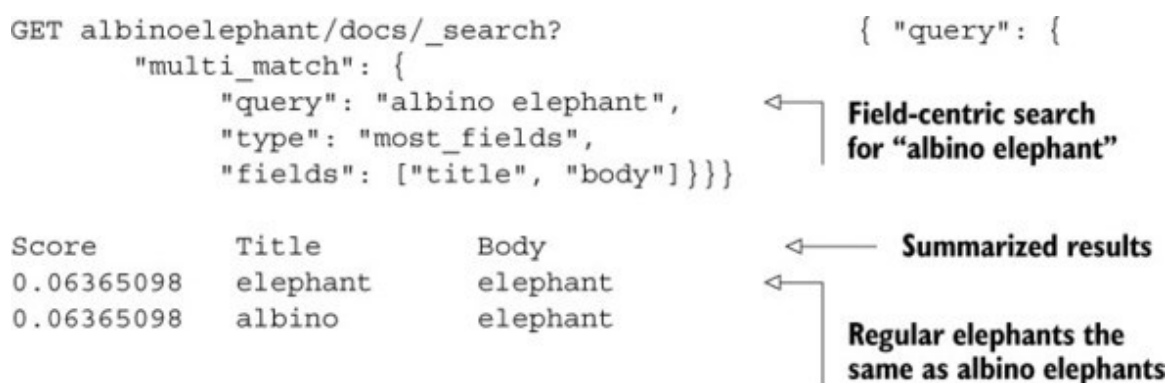 GET albinoelephant/docs/_search? { "query": {
"multi_match": {
"query": "albino elephant",
"type": "most_fields",
"fields": ["title", "body"]}}}
Field-centric search
for “albino elephant”
Score Title Body
Summarized results
0.06365098 elephant elephant
0.06365098 albino elephant
Regular elephants the
same as albino elephants